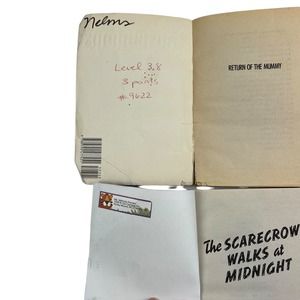 Nelms
Level 3.8
3 points
#9622
RETURN OF THE MUMMY
The SCARECROW
WALKS at
MIDNIGHT